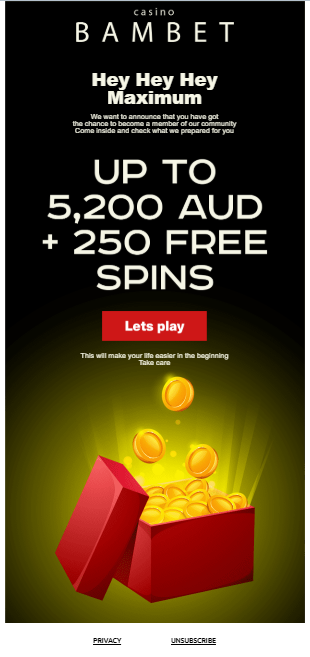 casino
BAMBET
Hey Hey Hey
Maximum
We want to announce that you have got
the chance to become a member of our community
Come inside and check what we prepared for you
UP TO
5,200 AUD
+ 250 FREE
SPINS
Lets play
This will make your life easier in the beginning
Take care
PRIVACY UNSUBSCRIBE